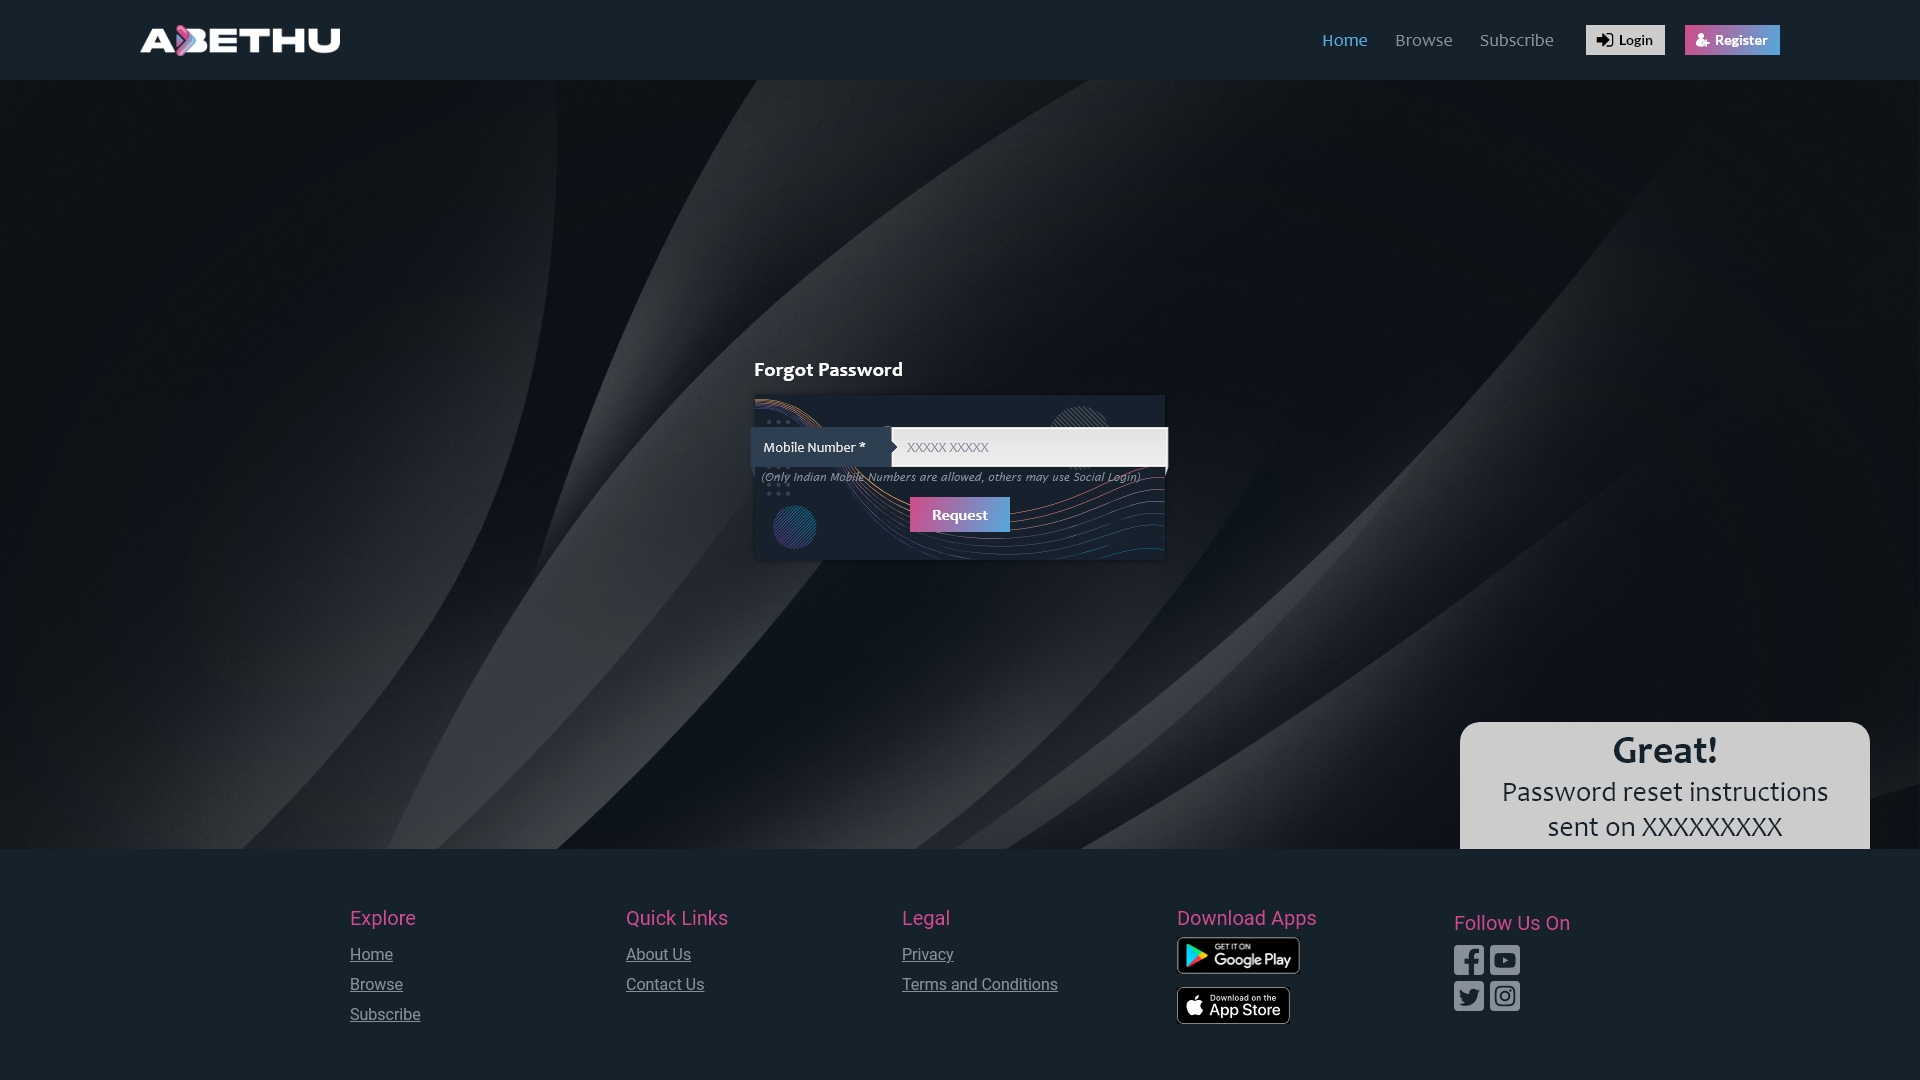 ABETHU
Home
Browse
Subscribe
Login
Register
Forgot Password
Mobile Number *
XXXXX XXXXX
(Only Indian Mobile Numbers are allowed, others may use Social Login)
Request
Great!
Password reset instructions
sent on XXXXXXXXX
Explore
Home
Browse
Subscribe
Quick Links
About Us
Contact Us
Legal
Privacy
Terms and Conditions
Download Apps
GET IT ON
Google Play
Download on the
App Store
Follow Us On